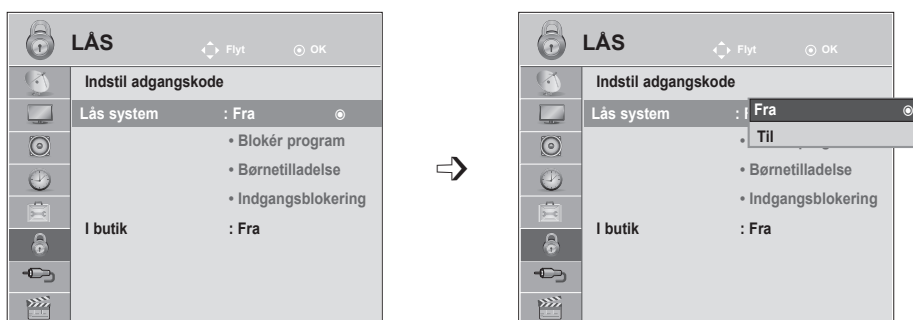 LÅS
Flyt
OK
Indstil adgangskode
Lås system : Fra
• Blokér program
• Børnetilladelse
• Indgangsblokering
I butik : Fra
LÅS
Flyt
OK
Indstil adgangskode
Lås system :
Fra
Til
•
• Børnetilladelse
• Indgangsblokering
I butik : Fra